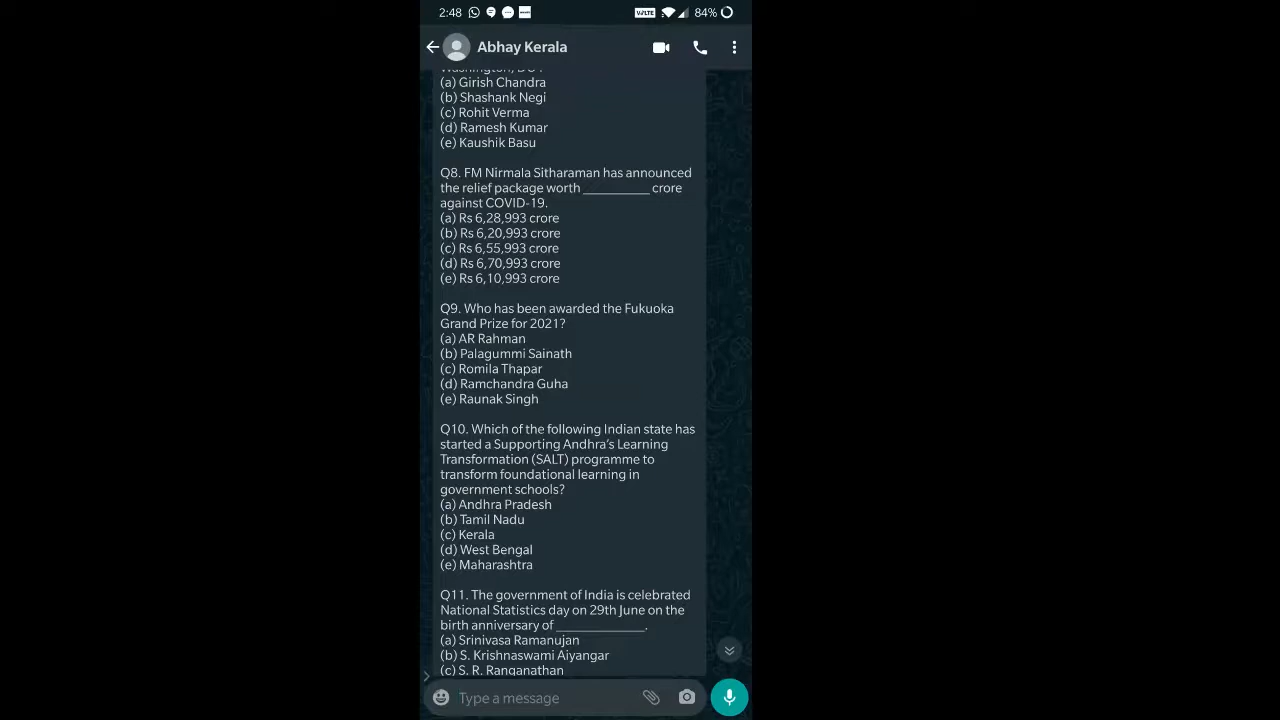 2:48
VoLTE 84%
Abhay Kerala
Washington, DC?
(a) Girish Chandra
(b) Shashank Negi
(c) Rohit Verma
(d) Ramesh Kumar
(e) Kaushik Basu
Q8. FM Nirmala Sitharaman has announced
the relief package worth __________ crore
against COVID-19.
(a) Rs 6,28,993 crore
(b) Rs 6,20,993 crore
(c) Rs 6,55,993 crore
(d) Rs 6,70,993 crore
(e) Rs 6,10,993 crore
Q9. Who has been awarded the Fukuoka
Grand Prize for 2021?
(a) AR Rahman
(b) Palagummi Sainath
(c) Romila Thapar
(d) Ramchandra Guha
(e) Raunak Singh
Q10. Which of the following Indian state has
started a Supporting Andhra's Learning
Transformation (SALT) programme to
transform foundational learning in
government schools?
(a) Andhra Pradesh
(b) Tamil Nadu
(c) Kerala
(d) West Bengal
(e) Maharashtra
Q11. The government of India is celebrated
National Statistics day on 29th June on the
birth anniversary of ______________.
(a) Srinivasa Ramanujan
(b) S. Krishnaswami Aiyangar
(c) S. R. Ranganathan
Type a message